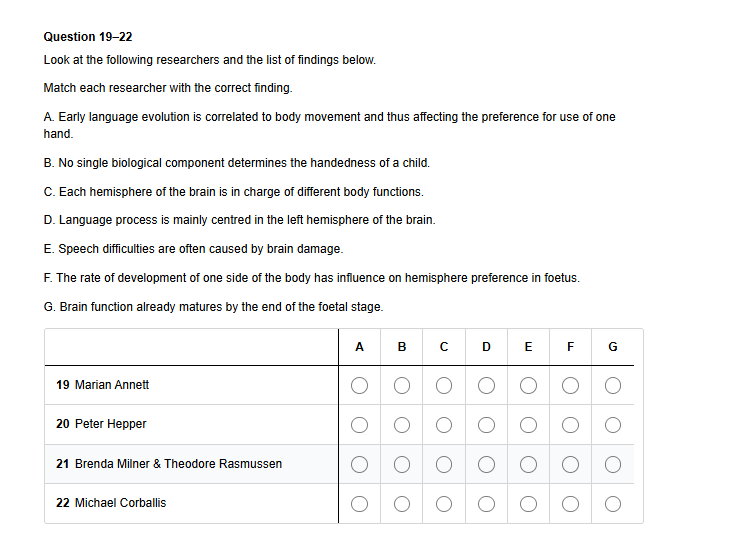 Question 19–22
Look at the following researchers and the list of findings below.
Match each researcher with the correct finding.
A. Early language evolution is correlated to body movement and thus affecting the preference for use of one
hand.
B. No single biological component determines the handedness of a child.
C. Each hemisphere of the brain is in charge of different body functions.
D. Language process is mainly centred in the left hemisphere of the brain.
E. Speech difficulties are often caused by brain damage.
F. The rate of development of one side of the body has influence on hemisphere preference in foetus.
G. Brain function already matures by the end of the foetal stage.
A B C D E F G
19 Marian Annett
20 Peter Hepper
21 Brenda Milner & Theodore Rasmussen
22 Michael Corballis